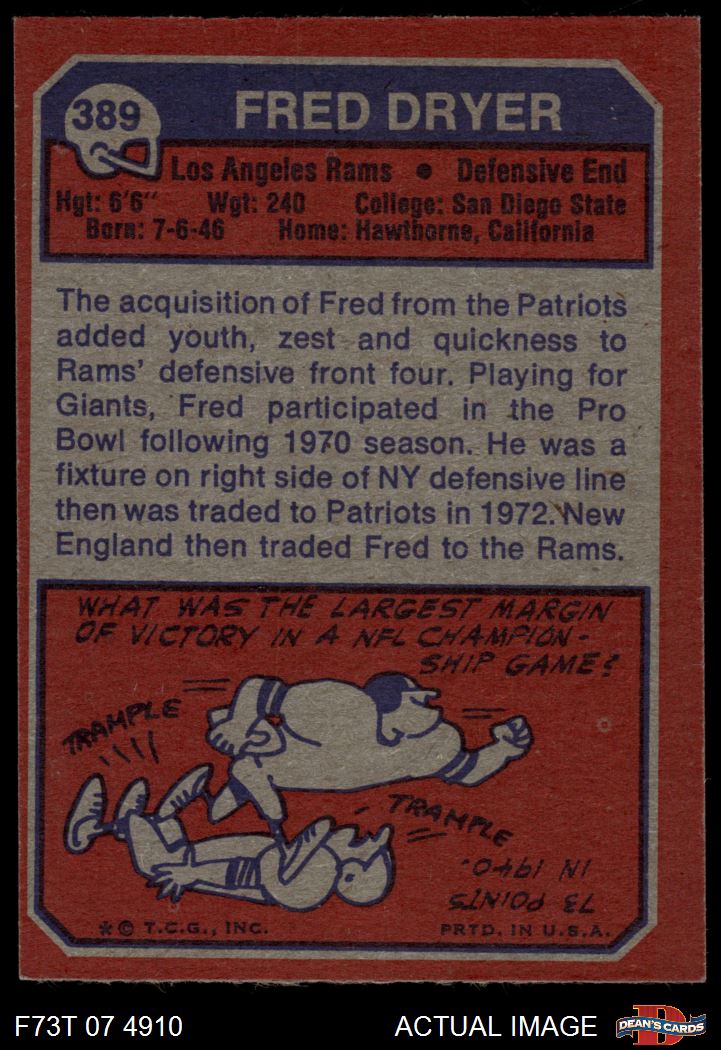 389
FRED DRYER
Los Angeles Rams • Defensive End
Hgt: 6'6" Wgt: 240 College: San Diego State
Born: 7-6-46 Home: Hawthorne, California
The acquisition of Fred from the Patriots
added youth, zest and quickness to
Rams' defensive front four. Playing for
Giants, Fred participated in the Pro
Bowl following 1970 season. He was a
fixture on right side of NY defensive line
then was traded to Patriots in 1972. New
England then traded Fred to the Rams.
WHAT WAS THE LARGEST MARGIN
OF VICTORY IN A NFL CHAMPION-
SHIP GAME?
TRAMPLE
TRAMPLE
73 POINTS
IN 1940.
* © T.C.G., INC. PRTD. IN U.S.A.
F73T 07 4910 ACTUAL IMAGE
D
DEAN'S CARDS